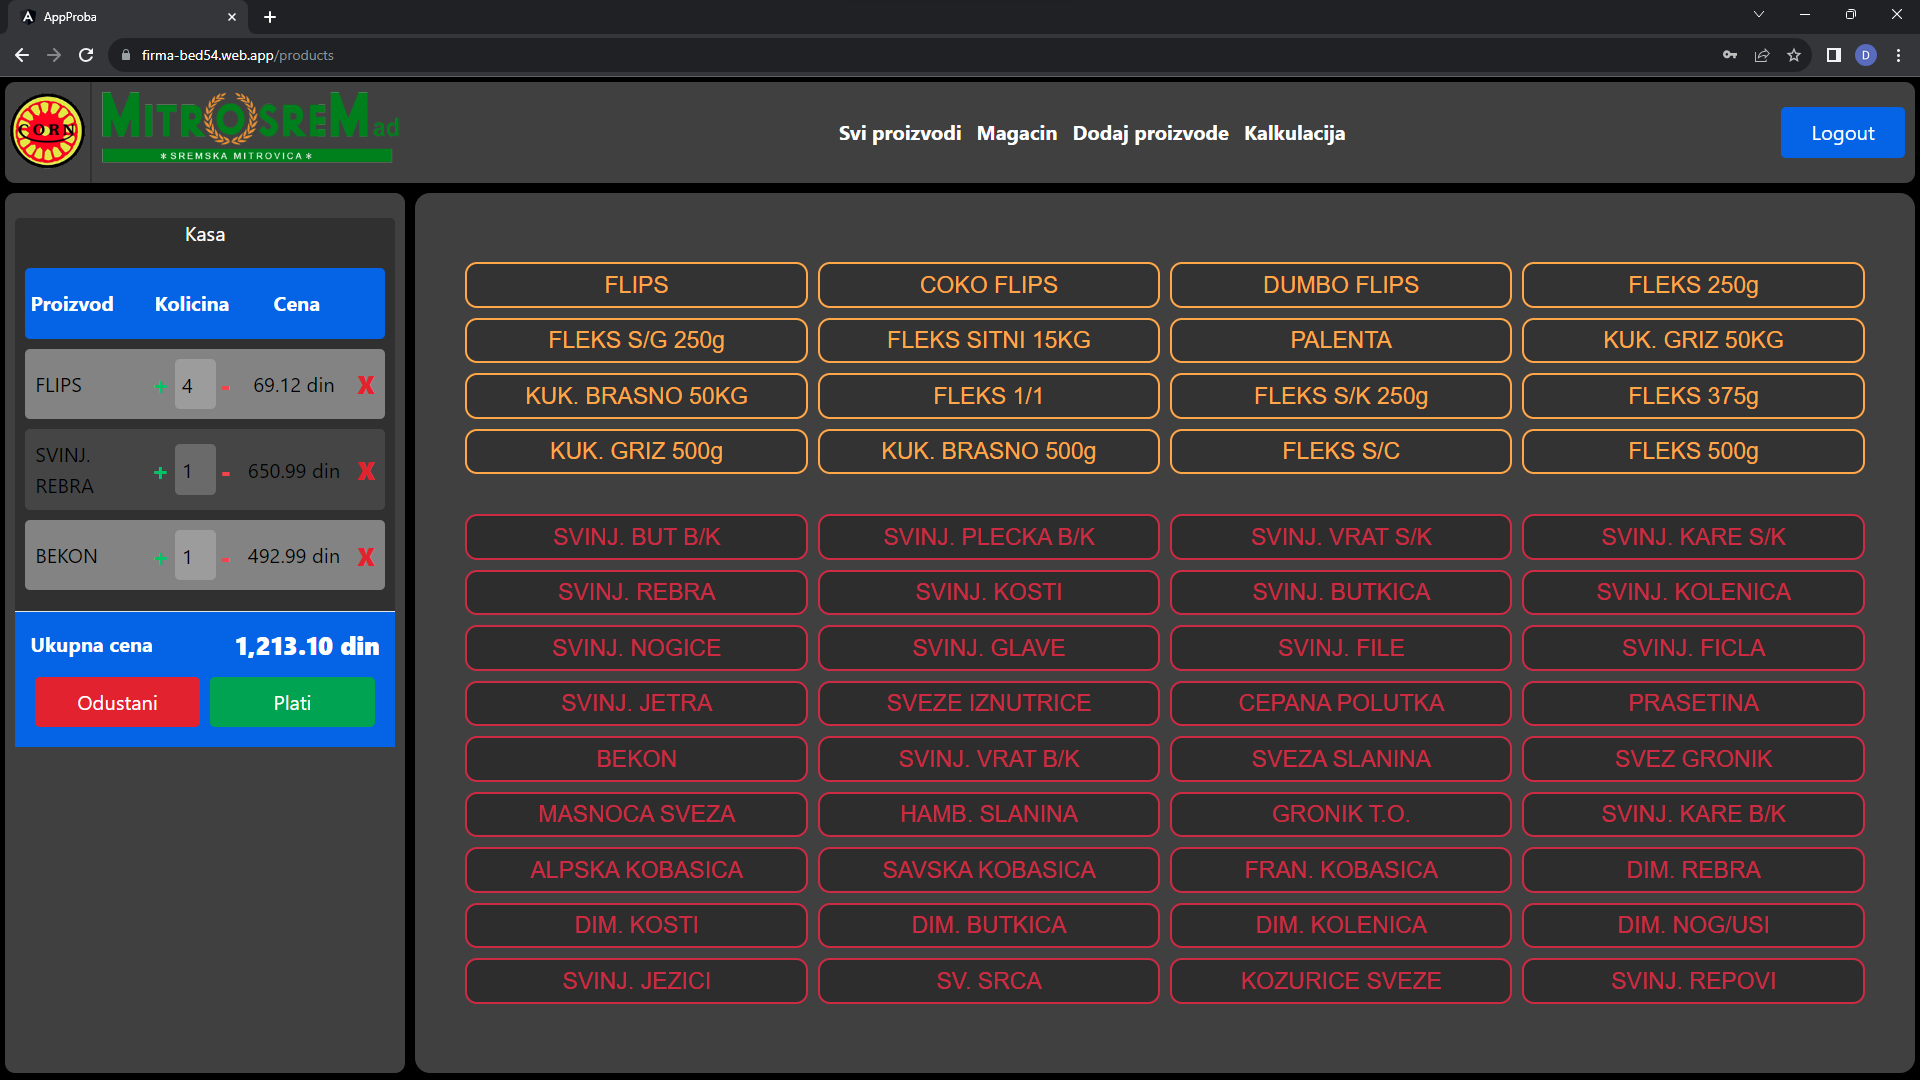 AppProba
firma-bed54.web.app/products
D
CORN
MITROSREM ad
* SREMSKA MITROVICA *
Svi proizvodi Magacin Dodaj proizvode Kalkulacija
Logout
Kasa
Proizvod Kolicina Cena
FLIPS + 4 - 69.12 din X
SVINJ.
REBRA + 1 - 650.99 din X
BEKON + 1 - 492.99 din X
Ukupna cena 1,213.10 din
Odustani Plati
FLIPS COKO FLIPS DUMBO FLIPS FLEKS 250g
FLEKS S/G 250g FLEKS SITNI 15KG PALENTA KUK. GRIZ 50KG
KUK. BRASNO 50KG FLEKS 1/1 FLEKS S/K 250g FLEKS 375g
KUK. GRIZ 500g KUK. BRASNO 500g FLEKS S/C FLEKS 500g
SVINJ. BUT B/K SVINJ. PLECKA B/K SVINJ. VRAT S/K SVINJ. KARE S/K
SVINJ. REBRA SVINJ. KOSTI SVINJ. BUTKICA SVINJ. KOLENICA
SVINJ. NOGICE SVINJ. GLAVE SVINJ. FILE SVINJ. FICLA
SVINJ. JETRA SVEZE IZNUTRICE CEPANA POLUTKA PRASETINA
BEKON SVINJ. VRAT B/K SVEZA SLANINA SVEZ GRONIK
MASNOCA SVEZA HAMB. SLANINA GRONIK T.O. SVINJ. KARE B/K
ALPSKA KOBASICA SAVSKA KOBASICA FRAN. KOBASICA DIM. REBRA
DIM. KOSTI DIM. BUTKICA DIM. KOLENICA DIM. NOG/USI
SVINJ. JEZICI SV. SRCA KOZURICE SVEZE SVINJ. REPOVI